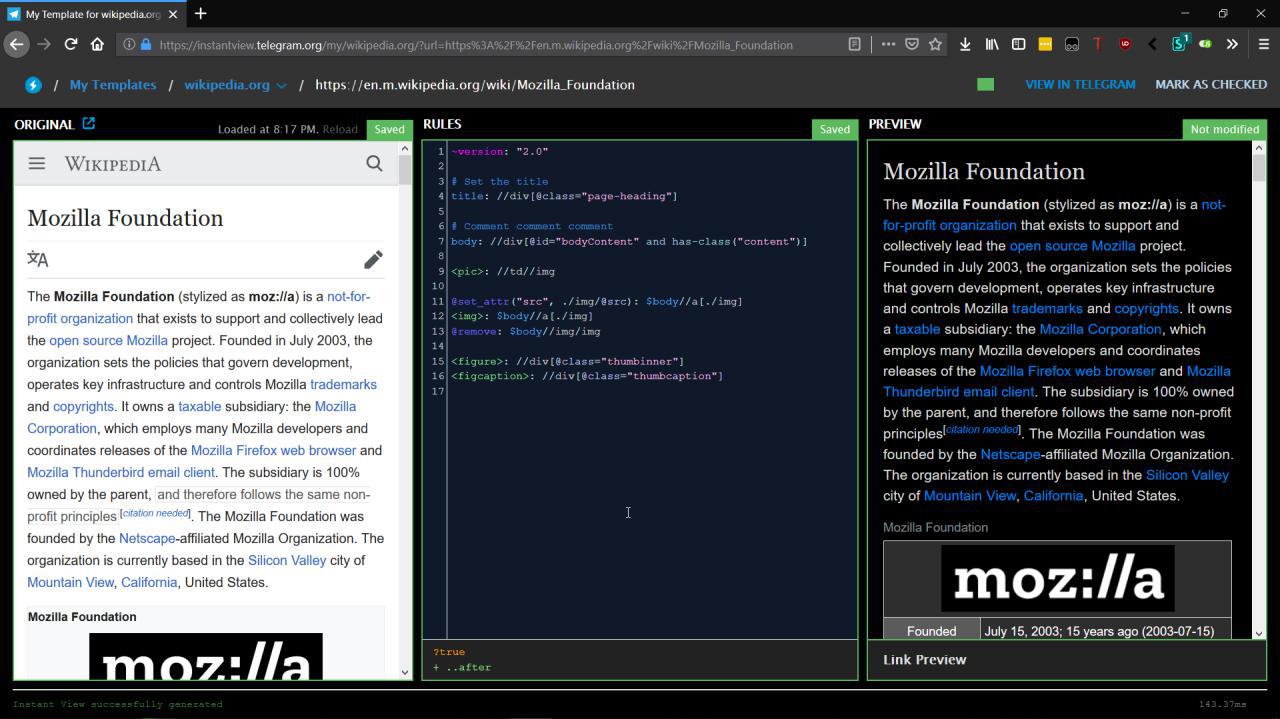 My Template for wikipedia.org
https://instantview.telegram.org/my/wikipedia.org/?url=https%3A%2F%2Fen.m.wikipedia.org%2Fwiki%2FMozilla_Foundation
/ My Templates / wikipedia.org / https://en.m.wikipedia.org/wiki/Mozilla_Foundation
VIEW IN TELEGRAM MARK AS CHECKED
ORIGINAL
Loaded at 8:17 PM. Reload
Saved
WIKIPEDIA
Mozilla Foundation
The Mozilla Foundation (stylized as moz://a) is a not-for-
profit organization that exists to support and collectively lead
the open source Mozilla project. Founded in July 2003, the
organization sets the policies that govern development,
operates key infrastructure and controls Mozilla trademarks
and copyrights. It owns a taxable subsidiary: the Mozilla
Corporation, which employs many Mozilla developers and
coordinates releases of the Mozilla Firefox web browser and
Mozilla Thunderbird email client. The subsidiary is 100%
owned by the parent, and therefore follows the same non-
profit principles[citation needed]. The Mozilla Foundation was
founded by the Netscape-affiliated Mozilla Organization. The
organization is currently based in the Silicon Valley city of
Mountain View, California, United States.
Mozilla Foundation
moz://a
RULES
Saved
1 ~version: "2.0"
2
3 # Set the title
4 title: //div[@class="page-heading"]
5
6 # Comment comment comment
7 body: //div[@id="bodyContent" and has-class("content")]
8
9 <pic>: //td//img
10
11 @set_attr("src", ./img/@src): $body//a[./img]
12 <img>: $body//a[./img]
13 @remove: $body//img/img
14
15 <figure>: //div[@class="thumbinner"]
16 <figcaption>: //div[@class="thumbcaption"]
17
?true
+ ..after
PREVIEW
Not modified
Mozilla Foundation
The Mozilla Foundation (stylized as moz://a) is a not-
for-profit organization that exists to support and
collectively lead the open source Mozilla project.
Founded in July 2003, the organization sets the policies
that govern development, operates key infrastructure
and controls Mozilla trademarks and copyrights. It owns
a taxable subsidiary: the Mozilla Corporation, which
employs many Mozilla developers and coordinates
releases of the Mozilla Firefox web browser and Mozilla
Thunderbird email client. The subsidiary is 100% owned
by the parent, and therefore follows the same non-profit
principles[citation needed]. The Mozilla Foundation was
founded by the Netscape-affiliated Mozilla Organization.
The organization is currently based in the Silicon Valley
city of Mountain View, California, United States.
Mozilla Foundation
moz://a
Founded July 15, 2003; 15 years ago (2003-07-15)
Link Preview
Instant View successfully generated
143.37ms